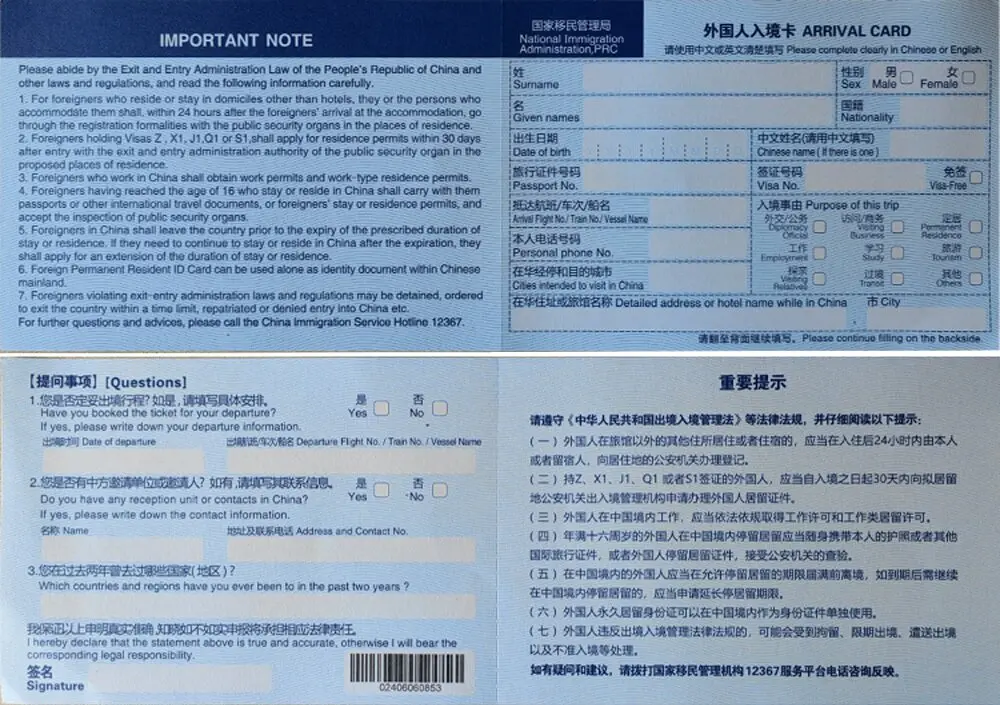 IMPORTANT NOTE
Please abide by the Exit and Entry Administration Law of the People's Republic of China and
other laws and regulations, and read the following information carefully.
1. For foreigners who reside or stay in domiciles other than hotels, they or the persons who
accommodate them shall, within 24 hours after the foreigners' arrival at the accommodation, go
through the registration formalities with the public security organs in the places of residence.
2. Foreigners holding Visas Z , X1, J1,Q1 or S1,shall apply for residence permits within 30 days
after entry with the exit and entry administration authority of the public security organ in the
proposed places of residence.
3. Foreigners who work in China shall obtain work permits and work-type residence permits.
4. Foreigners having reached the age of 16 who stay or reside in China shall carry with them
passports or other international travel documents, or foreigners' stay or residence permits, and
accept the inspection of public security organs.
5. Foreigners in China shall leave the country prior to the expiry of the prescribed duration of
stay or residence. If they need to continue to stay or reside in China after the expiration, they
shall apply for an extension of the duration of stay or residence.
6. Foreign Permanent Resident ID Card can be used alone as identity document within Chinese
mainland.
7. Foreigners violating exit-entry administration laws and regulations may be detained, ordered
to exit the country within a time limit, repatriated or denied entry into China etc.
For further questions and advices, please call the China Immigration Service Hotline 12367.
国家移民管理局
National Immigration
Administration,PRC
外国人入境卡 ARRIVAL CARD
请使用中文或英文清楚填写 Please complete clearly in Chinese or English
姓
Surname
性别 男 女
Sex Male Female
名
Given names
国籍
Nationality
出生日期
Date of birth
中文姓名(请用中文填写)
Chinese name ( If there is one )
旅行证件号码
Passport No.
签证号码 免签
Visa No. Visa-Free
抵达航班/车次/船名
Arrival Flight No./ Train No./ Vessel Name
本人电话号码
Personal phone No.
在华经停和目的城市
Cities intended to visit in China
入境事由 Purpose of this trip
外交/公务 访问/商务 定居
Diplomacy Visiting Permanent
Official Business Residence
工作 学习 旅游
Employment Study Tourism
探亲 过境 其他
Visiting Transit Others
Relatives
在华住址或旅馆名称 Detailed address or hotel name while in China 市 City
请翻至背面继续填写。Please continue filling on the backside.
【提问事项】[Questions]
1.您是否定妥出境行程? 如是,请填写具体安排。 是 否
Have you booked the ticket for your departure? Yes No
If yes, please write down your departure information.
出境时间 Date of departure 出境航班/车次/船名 Departure Flight No. / Train No. / Vessel Name
2.您是否有中方邀请单位或邀请人? 如有,请填写其联系信息。 是 否
Do you have any reception unit or contacts in China? Yes No
If yes, please write down the contact information.
名称 Name 地址及联系电话 Address and Contact No.
3.您在过去两年曾去过哪些国家(地区)?
Which countries and regions have you ever been to in the past two years ?
我保证以上申明真实准确,知晓如不如实申报将承担相应法律责任。
I hereby declare that the statement above is true and accurate, otherwise I will bear the
corresponding legal responsibility.
签名
Signature
02406060853
重要提示
请遵守《中华人民共和国出境入境管理法》等法律法规，并仔细阅读以下提示:
(一) 外国人在旅馆以外的其他住所居住或者住宿的，应当在入住后24小时内由本人
或者留宿人，向居住地的公安机关办理登记。
(二) 持Z、X1、J1、Q1 或者S1签证的外国人，应当自入境之日起30天内向拟居留
地公安机关出入境管理机构申请办理外国人居留证件。
(三) 外国人在中国境内工作，应当依法依规取得工作许可和工作类居留许可。
(四) 年满十六周岁的外国人在中国境内停留居留应当随身携带本人的护照或者其他
国际旅行证件，或者外国人停留居留证件，接受公安机关的查验。
(五) 在中国境内的外国人应当在允许停留居留的期限届满前离境，如到期后需继续
在中国境内停留居留的，应当申请延长停居留期限。
(六) 外国人永久居留身份证可以在中国境内作为身份证件单独使用。
(七) 外国人违反出境入境管理法律法规的，可能会受到拘留、限期出境、遣送出境
以及不准入境等处理。
如有疑问和建议，请拨打国家移民管理机构12367服务平台电话咨询反映。